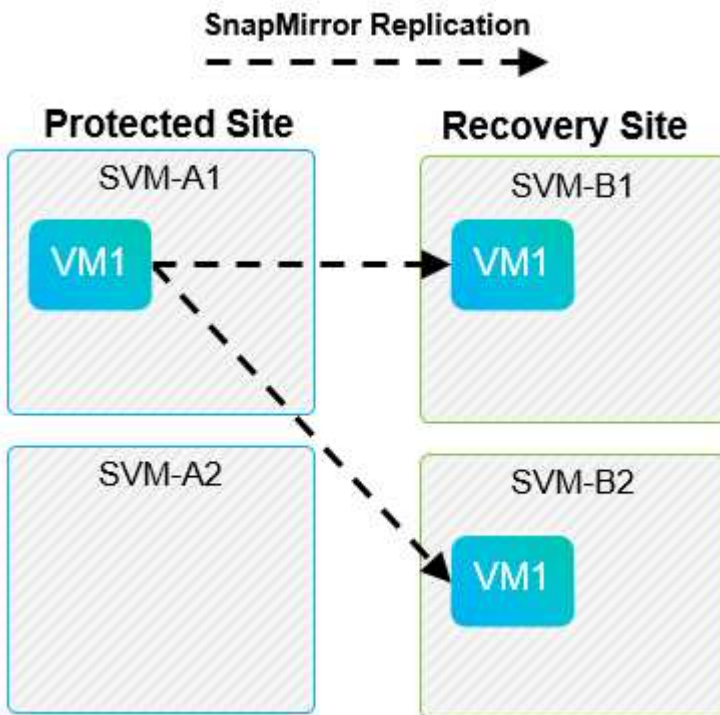 SnapMirror Replication
Protected Site
Recovery Site
SVM-A1
SVM-B1
VM1
VM1
SVM-A2
SVM-B2
VM1